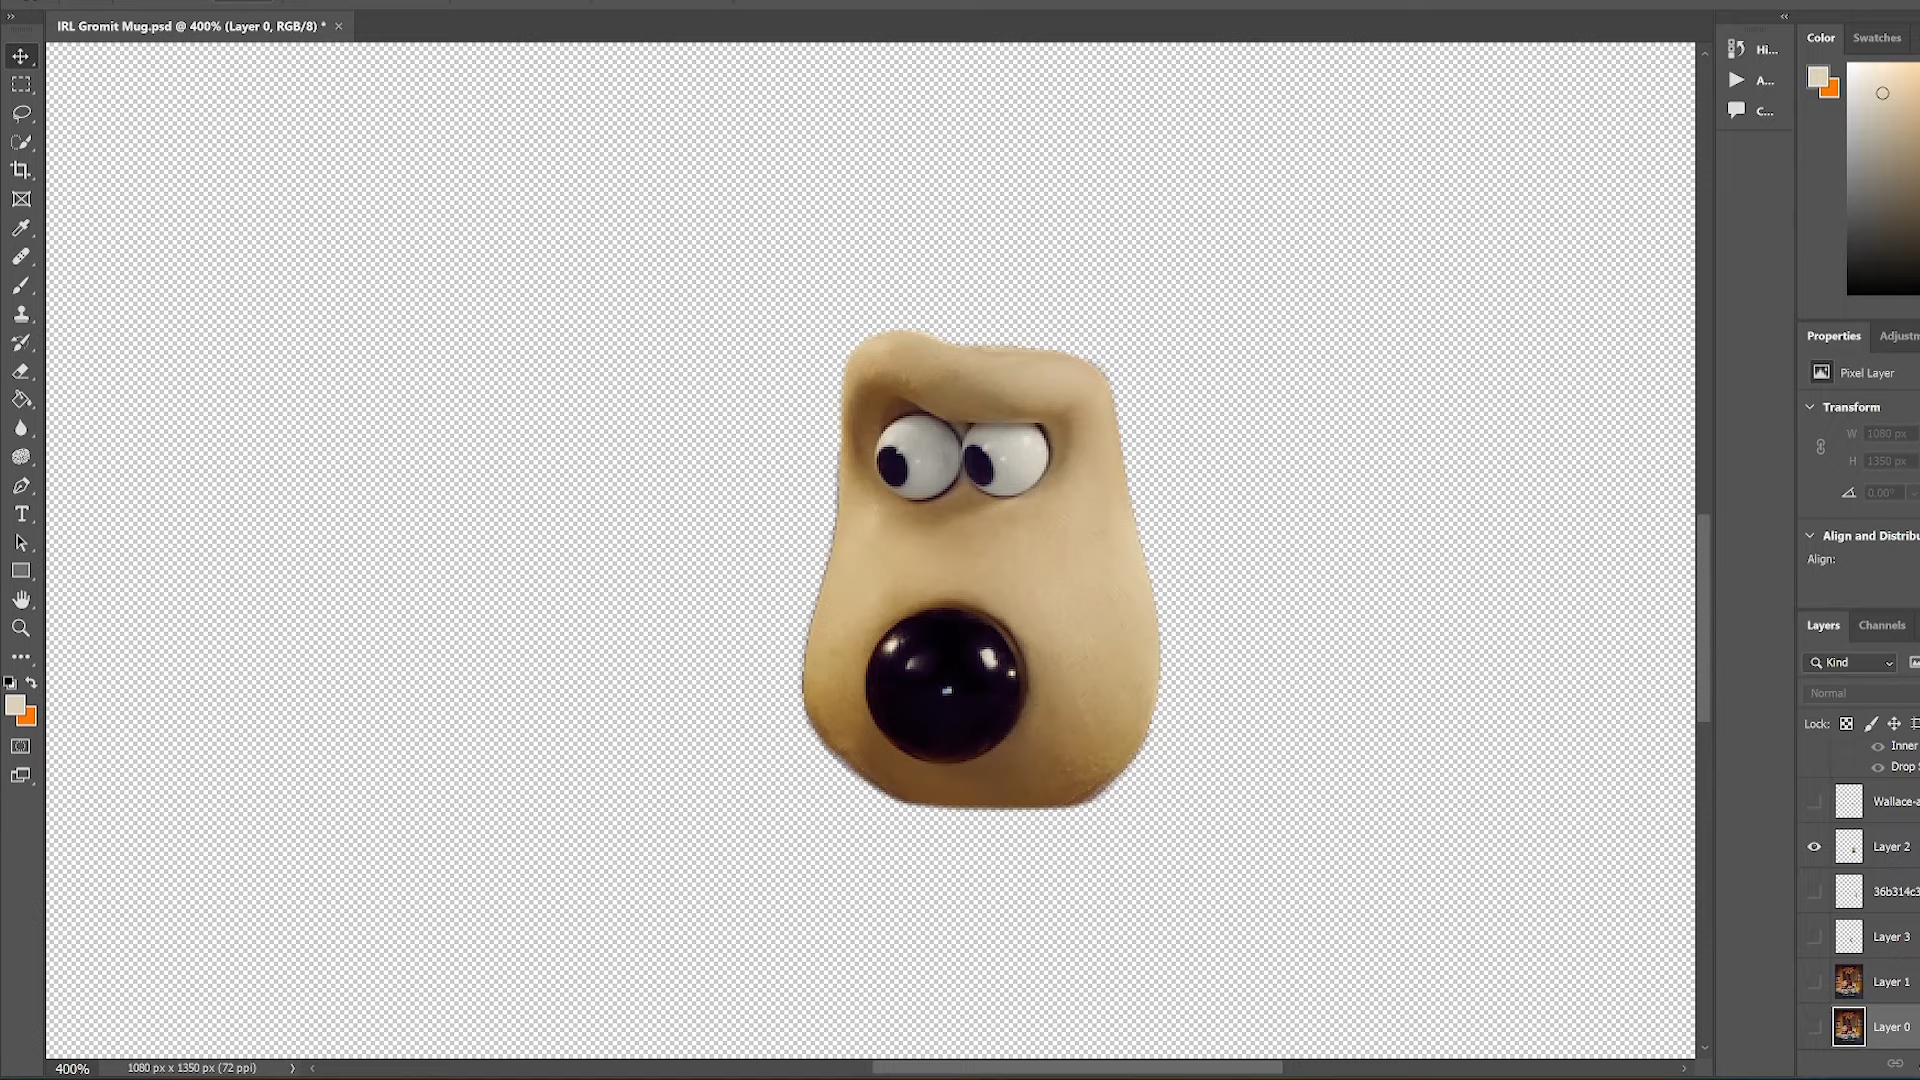 IRL Gromit Mug.psd @ 400% (Layer 0, RGB/8) *
Hi...
A...
C...
Color
Swatches
Properties
Adjustm
Pixel Layer
Transform
W 1080 px
H 1350 px
0.00°
Align and Distribu
Align:
Layers
Channels
Kind
Normal
Lock:
Inner
Drop S
Wallace-a
Layer 2
36b314c3
Layer 3
Layer 1
Layer 0
400%
1080 px x 1350 px (72 ppi)